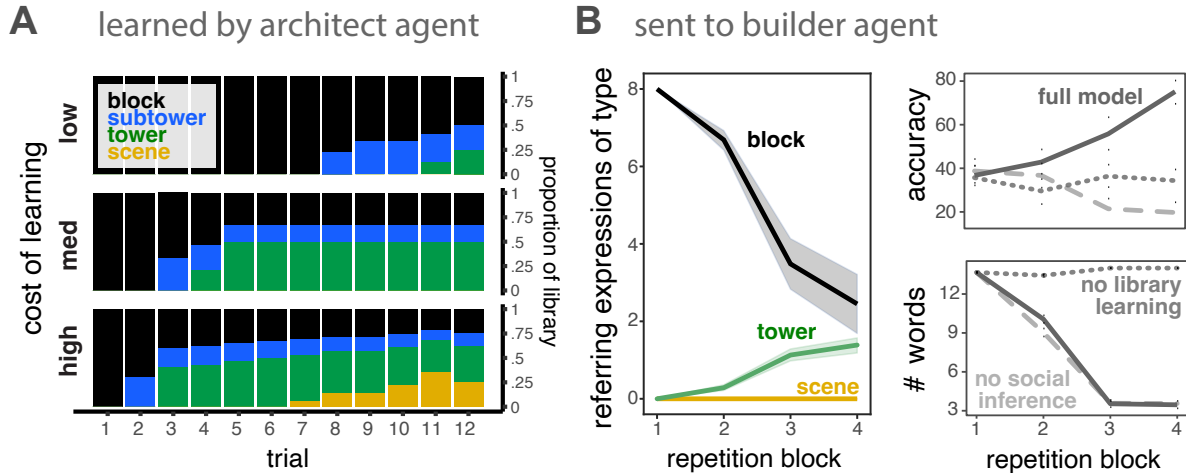 A learned by architect agent
cost of learning
low
med
high
block
subtower
tower
scene
1
.75
.5
.25
0
1
.75
.5
.25
0
1
.75
.5
.25
0
proportion of library
1 2 3 4 5 6 7 8 9 10 11 12
trial
B sent to builder agent
referring expressions of type
8
6
4
2
0
block
tower
scene
1 2 3 4
repetition block
accuracy
80
60
40
20
full model
# words
12
9
6
3
no library
learning
no social
inference
1 2 3 4
repetition block